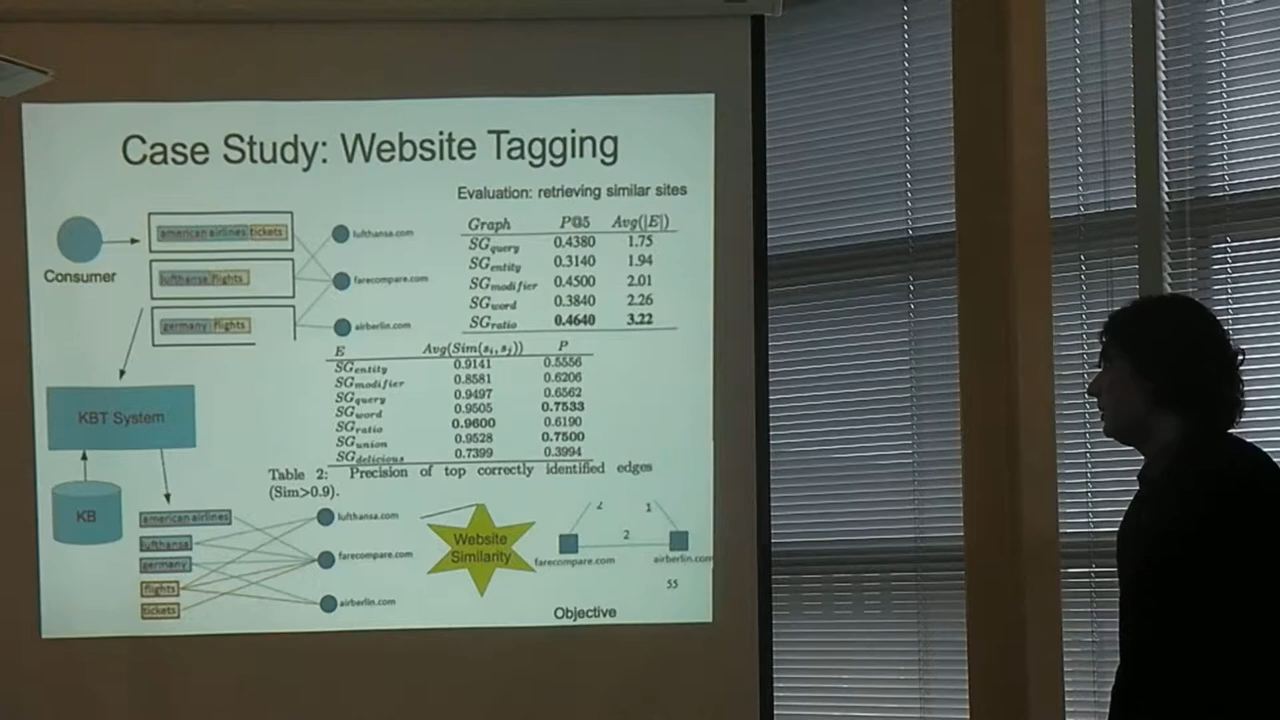 Case Study: Website Tagging
Evaluation: retrieving similar sites
Consumer
american airlines tickets
lufthansa flights
germany flights
lufthansa.com
farecompare.com
airberlin.com
Graph P@5 Avg(|E|)
SGquery 0.4380 1.75
SGentity 0.3140 1.94
SGmodifier 0.4500 2.01
SGword 0.3840 2.26
SGratio 0.4640 3.22
E Avg(Sim(si, sj)) P
SGentity 0.9141 0.5556
SGmodifier 0.8581 0.6206
SGquery 0.9497 0.6562
SGword 0.9505 0.7533
SGratio 0.9600 0.6190
SGunion 0.9528 0.7500
SGdelicious 0.7399 0.3994
Table 2: Precision of top correctly identified edges
(Sim>0.9).
KBT System
KB
american airlines
lufthansa
germany
flights
tickets
lufthansa.com
farecompare.com
airberlin.com
Website
Similarity
2
1
2
farecompare.com
airberlin.com
55
Objective